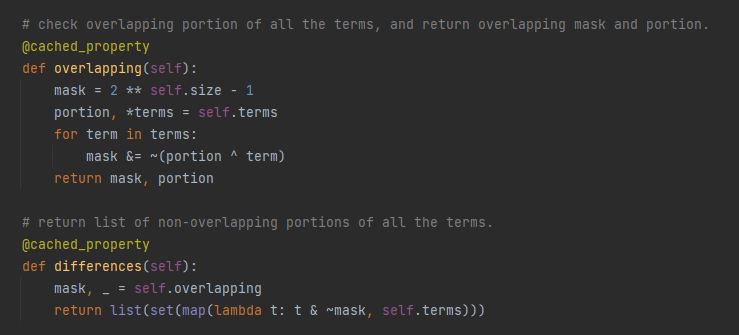 # check overlapping portion of all the terms, and return overlapping mask and portion.
@cached_property
def overlapping(self):
    mask = 2 ** self.size - 1
    portion, *terms = self.terms
    for term in terms:
        mask &= ~(portion ^ term)
    return mask, portion

# return list of non-overlapping portions of all the terms.
@cached_property
def differences(self):
    mask, _ = self.overlapping
    return list(set(map(lambda t: t & ~mask, self.terms)))